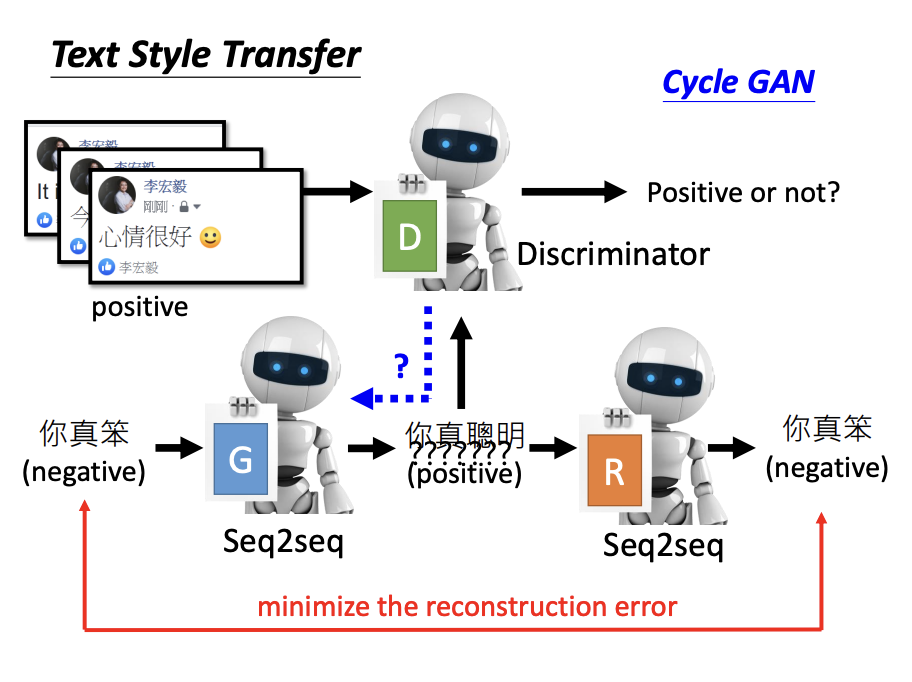 Text Style Transfer
Cycle GAN
李宏毅
李宏毅
It i
今
李宏毅
剛剛
心情很好
李宏毅
positive
D
Positive or not?
Discriminator
?
你真笨
(negative)
G
Seq2seq
你真聰明
???????
(positive)
R
Seq2seq
你真笨
(negative)
minimize the reconstruction error